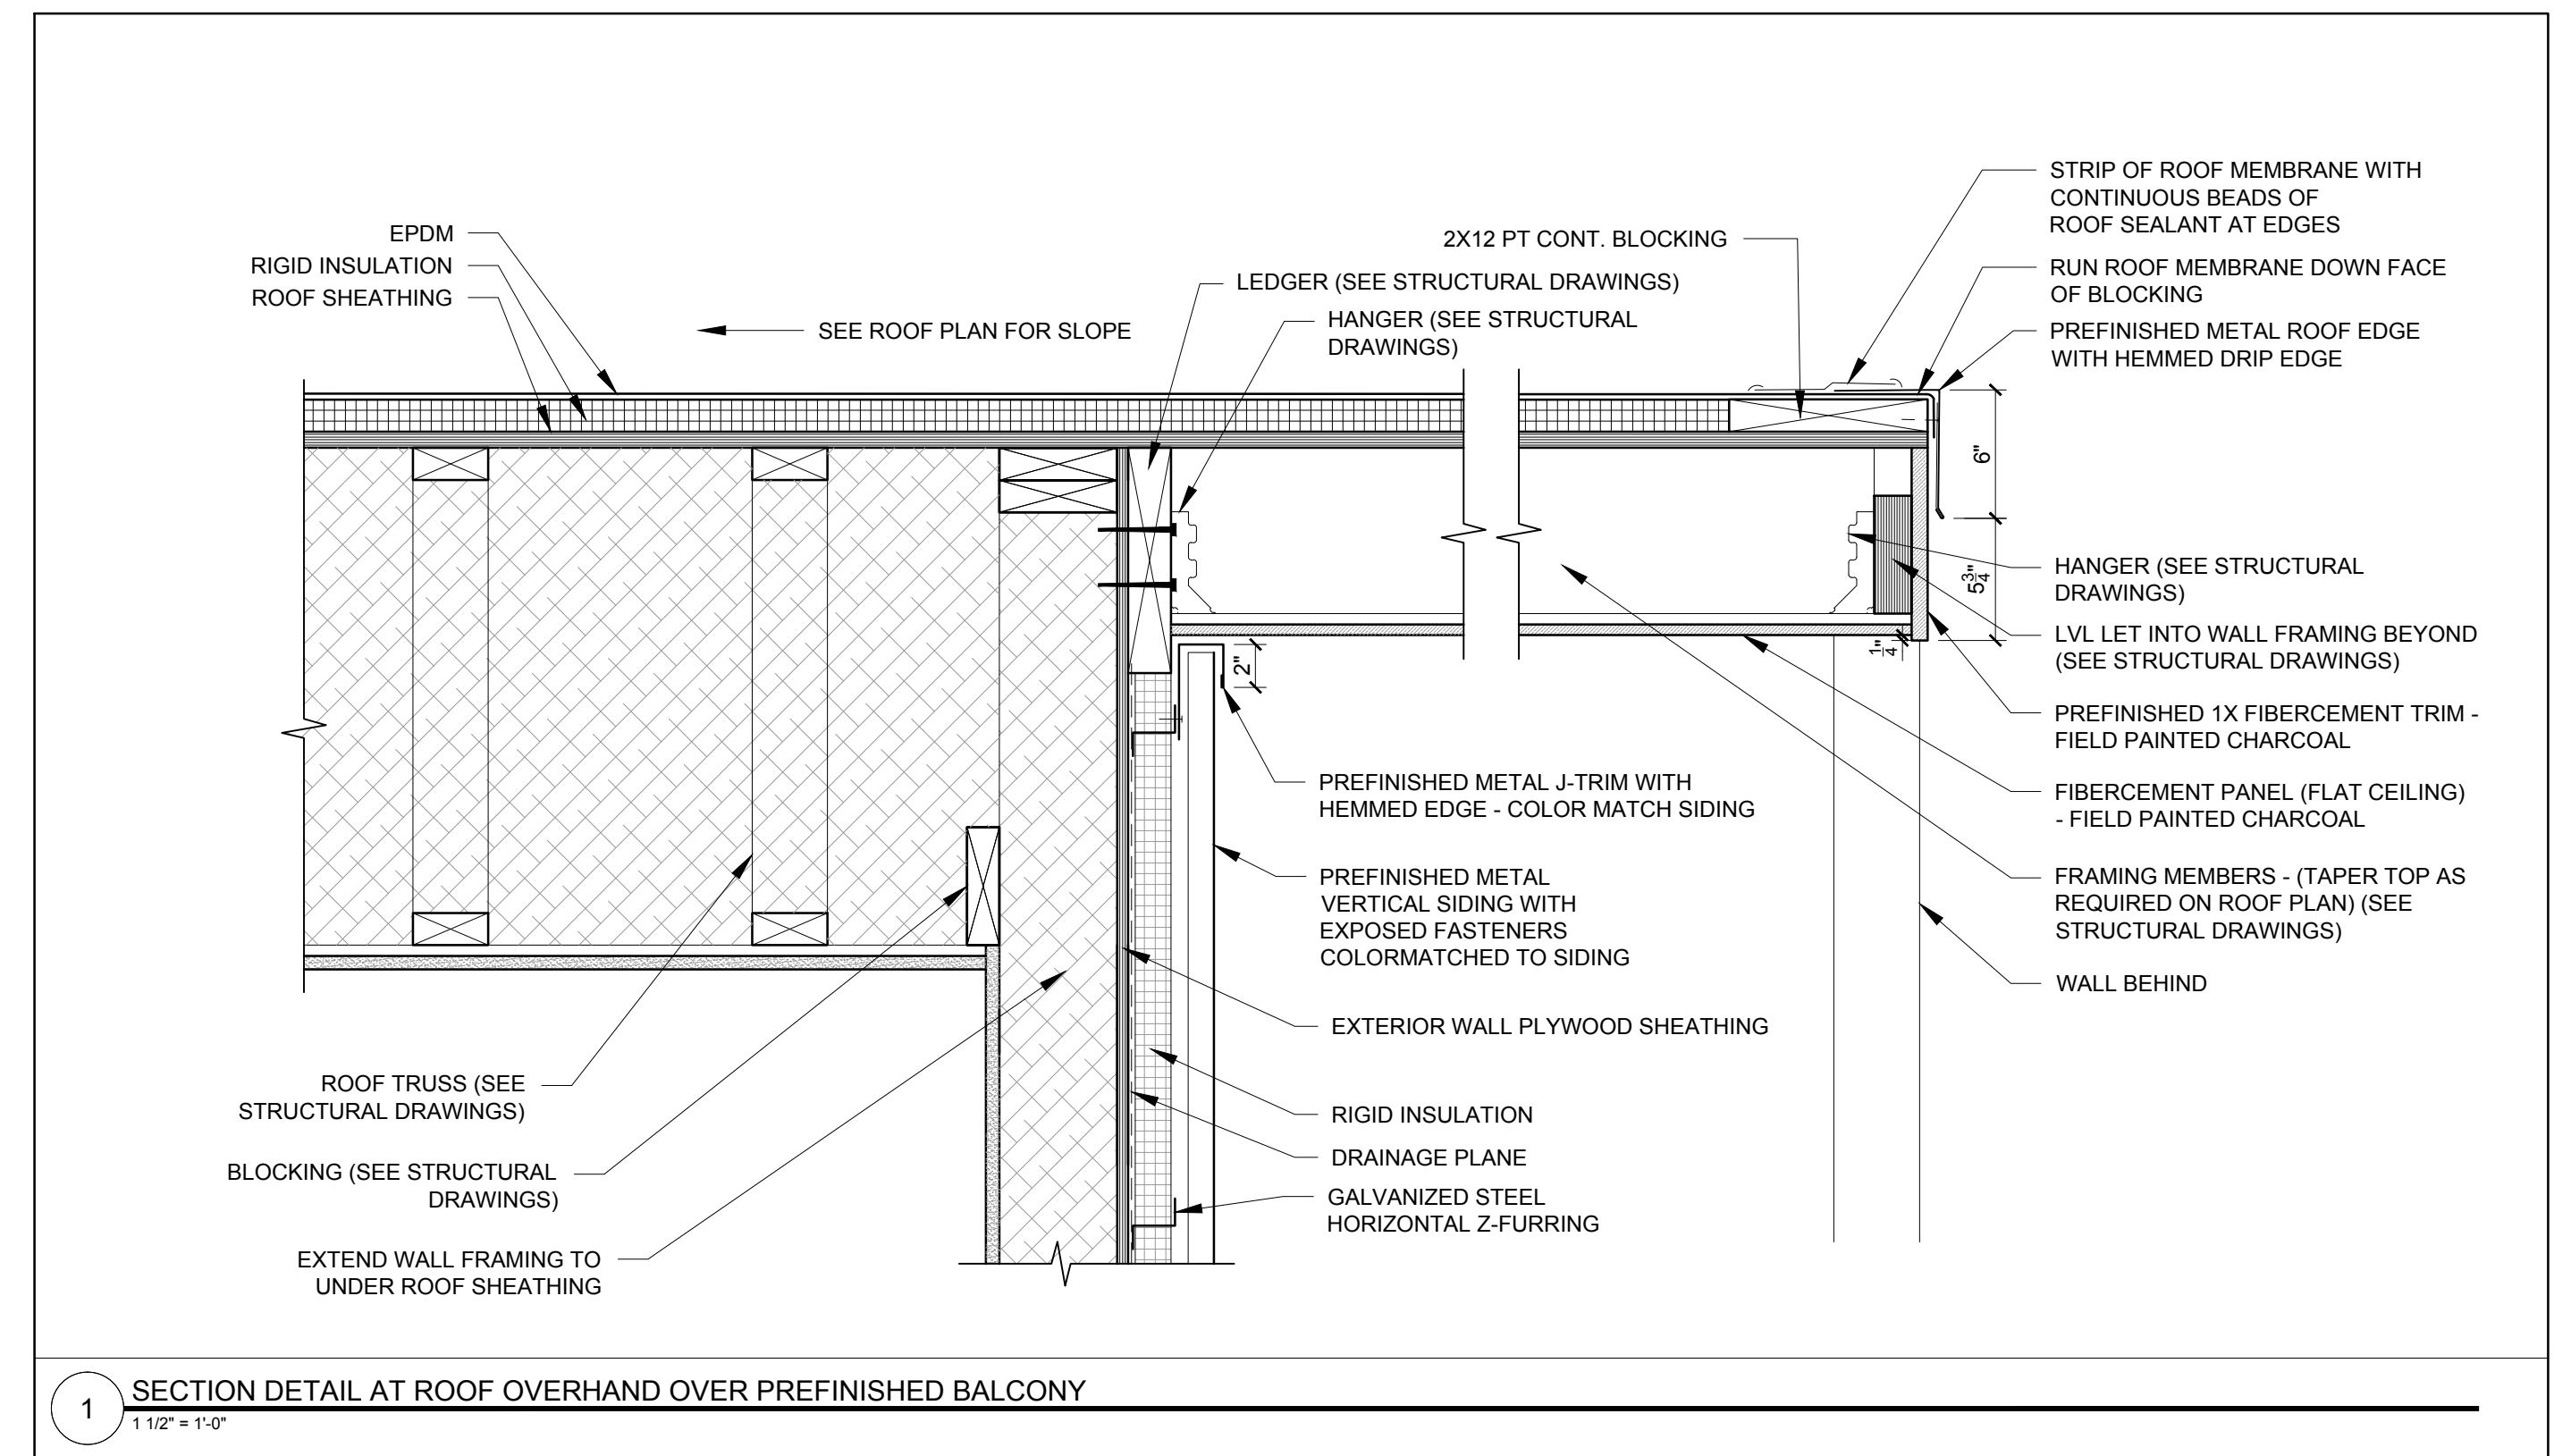 EPDM
RIGID INSULATION
ROOF SHEATHING
SEE ROOF PLAN FOR SLOPE
LEDGER (SEE STRUCTURAL DRAWINGS)
HANGER (SEE STRUCTURAL
DRAWINGS)
2X12 PT CONT. BLOCKING
STRIP OF ROOF MEMBRANE WITH
CONTINUOUS BEADS OF
ROOF SEALANT AT EDGES
RUN ROOF MEMBRANE DOWN FACE
OF BLOCKING
PREFINISHED METAL ROOF EDGE
WITH HEMMED DRIP EDGE
6"
5 3/4"
1/4"
2"
HANGER (SEE STRUCTURAL
DRAWINGS)
LVL LET INTO WALL FRAMING BEYOND
(SEE STRUCTURAL DRAWINGS)
PREFINISHED 1X FIBERCEMENT TRIM -
FIELD PAINTED CHARCOAL
FIBERCEMENT PANEL (FLAT CEILING)
- FIELD PAINTED CHARCOAL
FRAMING MEMBERS - (TAPER TOP AS
REQUIRED ON ROOF PLAN) (SEE
STRUCTURAL DRAWINGS)
WALL BEHIND
PREFINISHED METAL J-TRIM WITH
HEMMED EDGE - COLOR MATCH SIDING
PREFINISHED METAL
VERTICAL SIDING WITH
EXPOSED FASTENERS
COLORMATCHED TO SIDING
EXTERIOR WALL PLYWOOD SHEATHING
RIGID INSULATION
DRAINAGE PLANE
GALVANIZED STEEL
HORIZONTAL Z-FURRING
ROOF TRUSS (SEE
STRUCTURAL DRAWINGS)
BLOCKING (SEE STRUCTURAL
DRAWINGS)
EXTEND WALL FRAMING TO
UNDER ROOF SHEATHING
1
SECTION DETAIL AT ROOF OVERHAND OVER PREFINISHED BALCONY
1 1/2" = 1'-0"